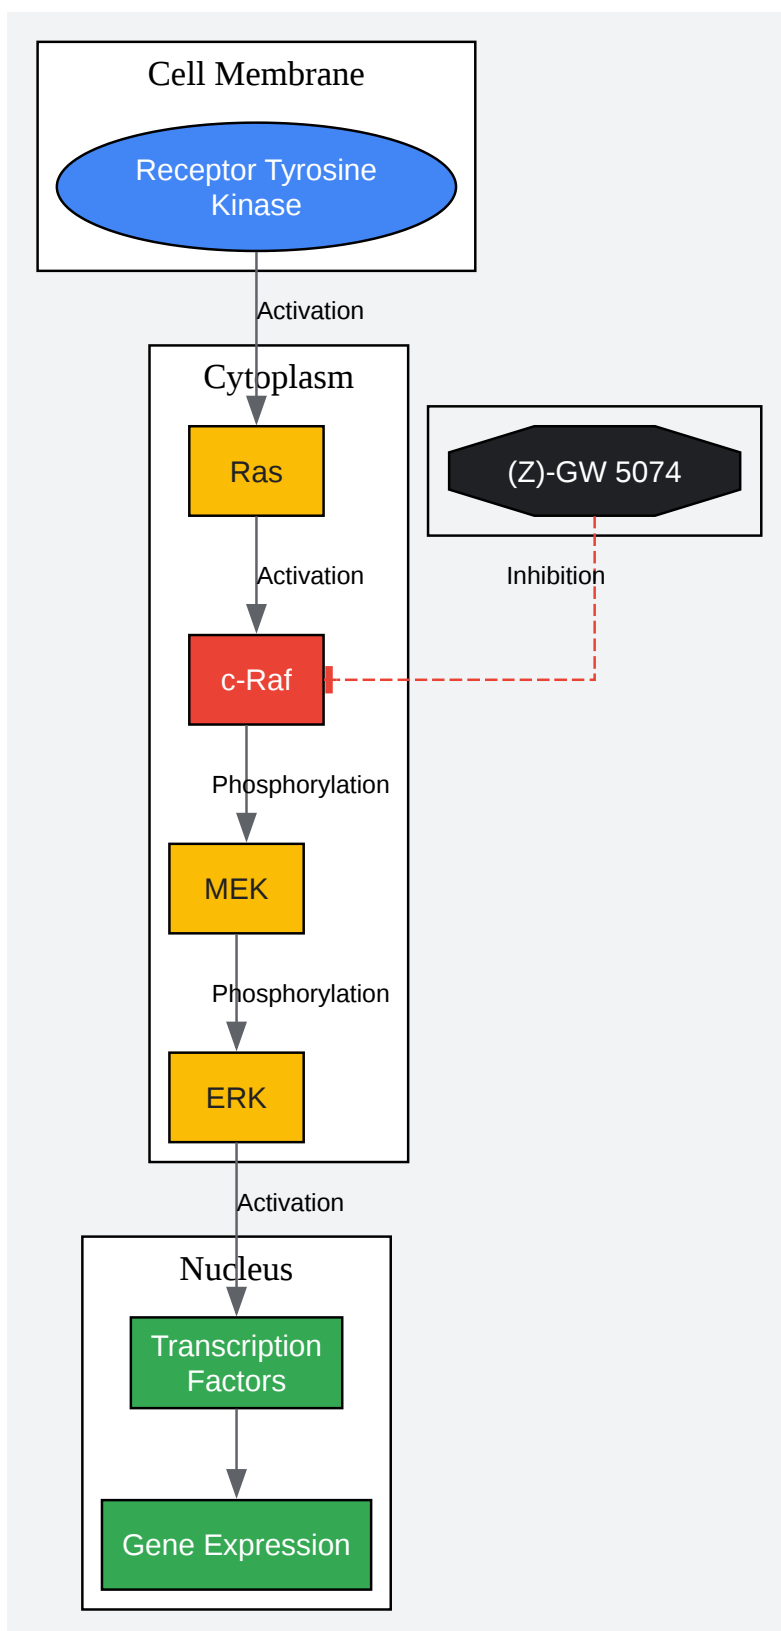 Cell Membrane
Receptor Tyrosine
Kinase
Activation
Cytoplasm
Ras
(Z)-GW 5074
Activation
Inhibition
c-Raf
Phosphorylation
MEK
Phosphorylation
ERK
Activation
Nucleus
Transcription
Factors
Gene Expression